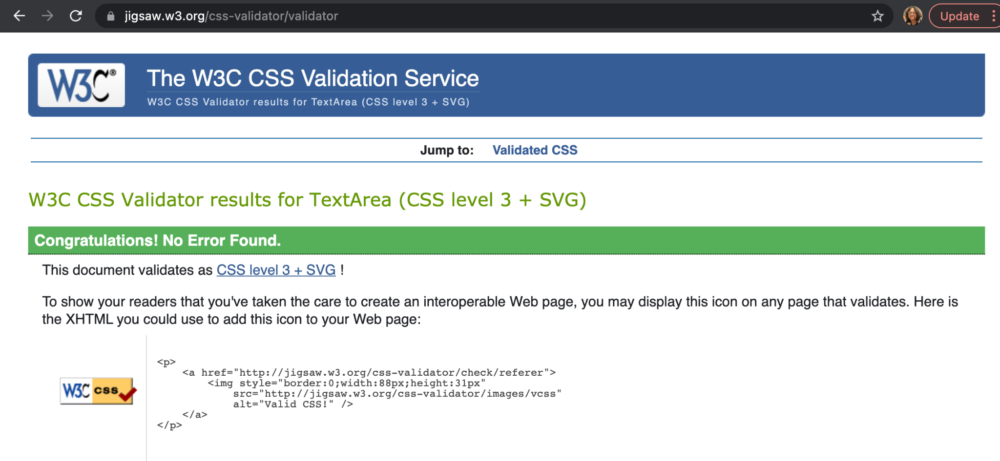 jigsaw.w3.org/css-validator/validator
Update
W3C®
The W3C CSS Validation Service
W3C CSS Validator results for TextArea (CSS level 3 + SVG)
Jump to: Validated CSS
W3C CSS Validator results for TextArea (CSS level 3 + SVG)
Congratulations! No Error Found.
This document validates as CSS level 3 + SVG !
To show your readers that you've taken the care to create an interoperable Web page, you may display this icon on any page that validates. Here is
the XHTML you could use to add this icon to your Web page:
W3C css
<p>
    <a href="http://jigsaw.w3.org/css-validator/check/referer">
        <img style="border:0;width:88px;height:31px"
            src="http://jigsaw.w3.org/css-validator/images/vcss"
            alt="Valid CSS!" />
    </a>
</p>